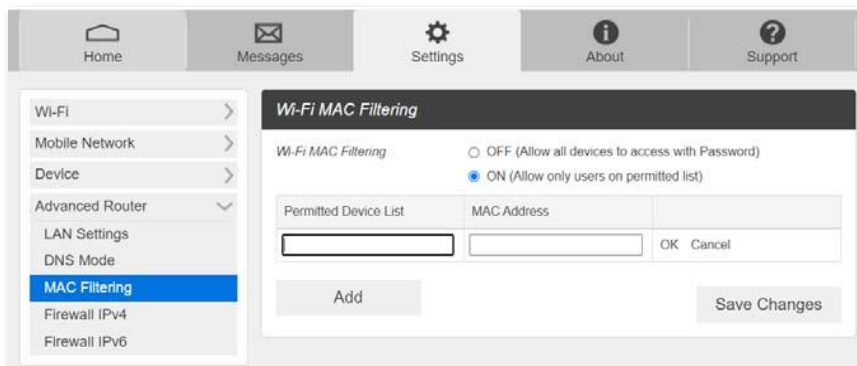 Home Messages Settings About Support
Wi-Fi
Mobile Network
Device
Advanced Router
LAN Settings
DNS Mode
MAC Filtering
Firewall IPv4
Firewall IPv6
Wi-Fi MAC Filtering
Wi-Fi MAC Filtering OFF (Allow all devices to access with Password)
ON (Allow only users on permitted list)
Permitted Device List MAC Address
OK Cancel
Add
Save Changes